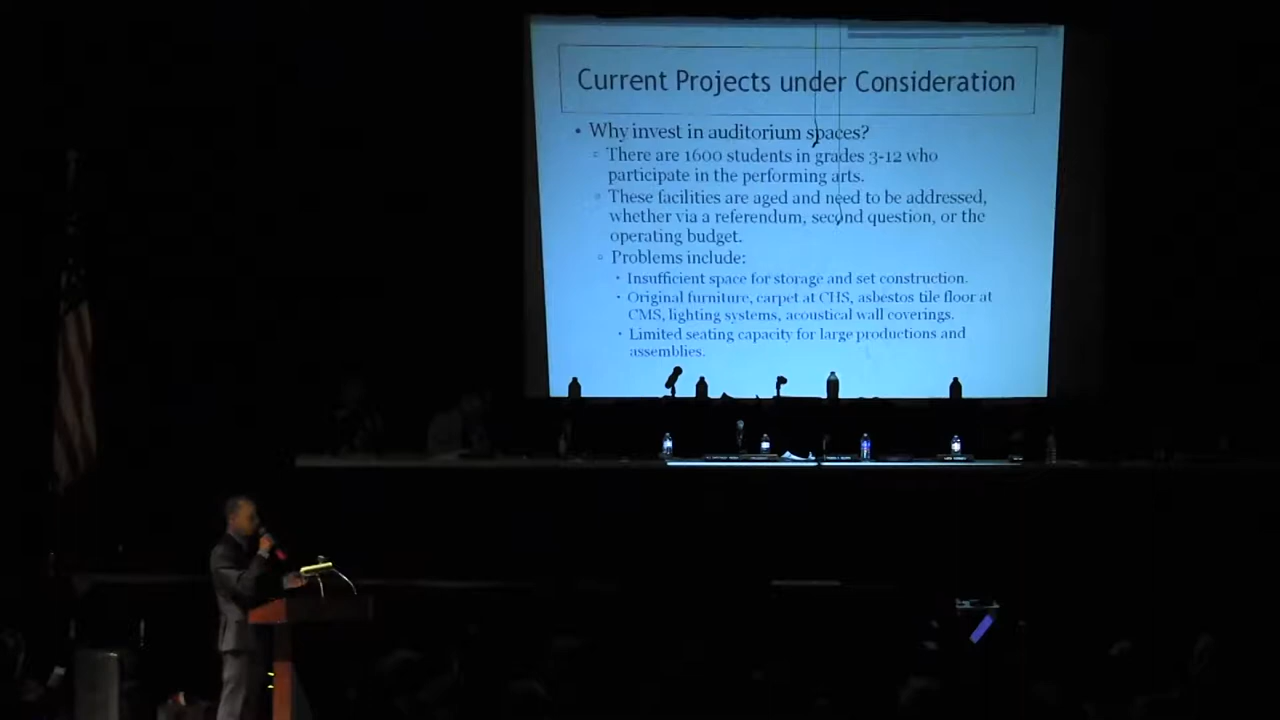 Current Projects under Consideration
• Why invest in auditorium spaces?
▫ There are 1600 students in grades 3-12 who
participate in the performing arts.
▫ These facilities are aged and need to be addressed,
whether via a referendum, second question, or the
operating budget.
▫ Problems include:
• Insufficient space for storage and set construction.
• Original furniture, carpet at CHS, asbestos tile floor at
CMS, lighting systems, acoustical wall coverings.
• Limited seating capacity for large productions and
assemblies.